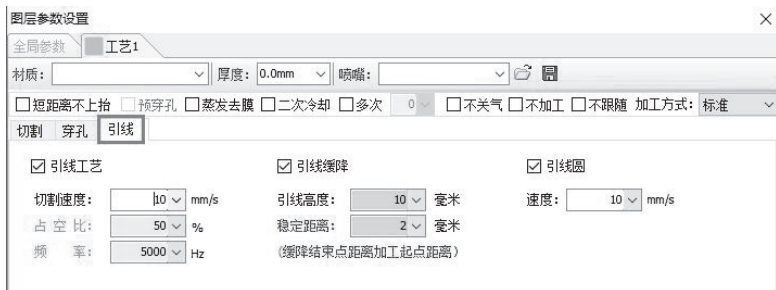 图层参数设置
全局参数 工艺1
材质： 厚度： 0.0mm 喷嘴：
短距离不上抬 预穿孔 蒸发去膜 二次冷却 多次 0 不关气 不加工 不跟随 加工方式： 标准
切割 穿孔 引线
引线工艺 引线缓降 引线圆
切割速度： 10 mm/s 引线高度： 10 毫米 速度： 10 mm/s
占空比： 50 % 稳定距离： 2 毫米
频率： 5000 Hz (缓降结束点距离加工起点距离)